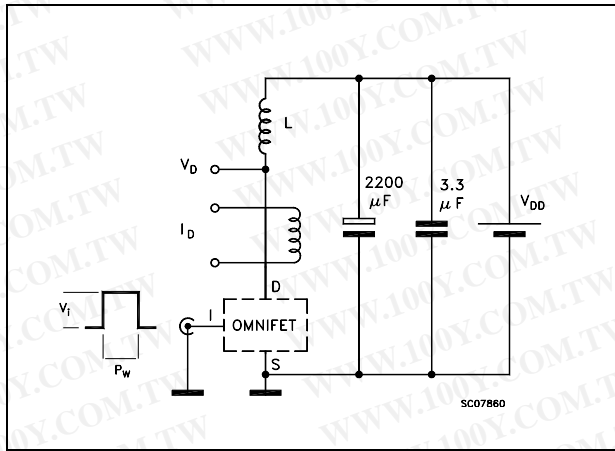 L
V_D
2200
μF
3.3
μF
V_DD
I_D
D
V_i
I
OMNIFET
S
P_W
SC07860
WWW.100Y.COM.TW